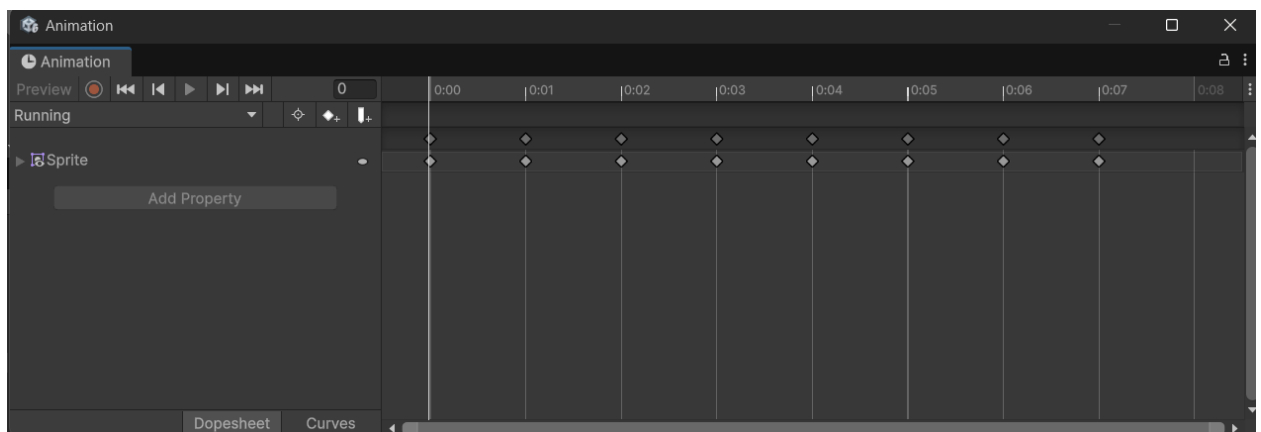 Animation
Animation
Preview 0 0:00 0:01 0:02 0:03 0:04 0:05 0:06 0:07 0:08
Running
Sprite
Add Property
Dopesheet Curves